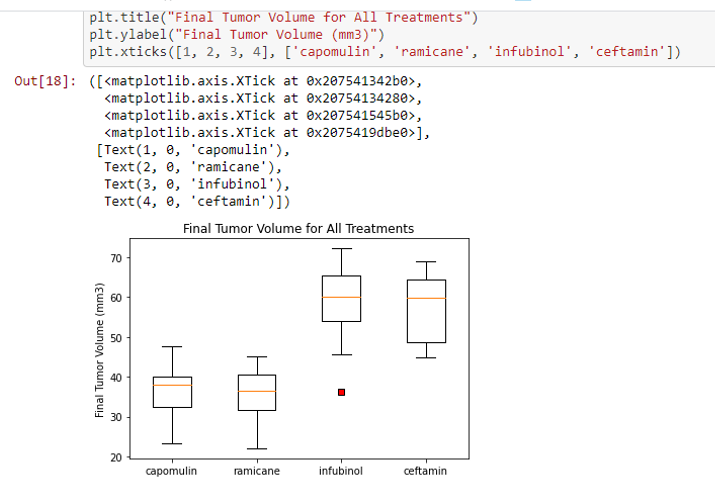 plt.title("Final Tumor Volume for All Treatments")
plt.ylabel("Final Tumor Volume (mm3)")
plt.xticks([1, 2, 3, 4], ['capomulin', 'ramicane', 'infubinol', 'ceftamin'])
Out[18]: ([<matplotlib.axis.XTick at 0x207541342b0>,
<matplotlib.axis.XTick at 0x20754134280>,
<matplotlib.axis.XTick at 0x207541545b0>,
<matplotlib.axis.XTick at 0x2075419dbe0>],
[Text(1, 0, 'capomulin'),
Text(2, 0, 'ramicane'),
Text(3, 0, 'infubinol'),
Text(4, 0, 'ceftamin')])
Final Tumor Volume for All Treatments
Final Tumor Volume (mm3)
70
60
50
40
30
20
capomulin ramicane infubinol ceftamin